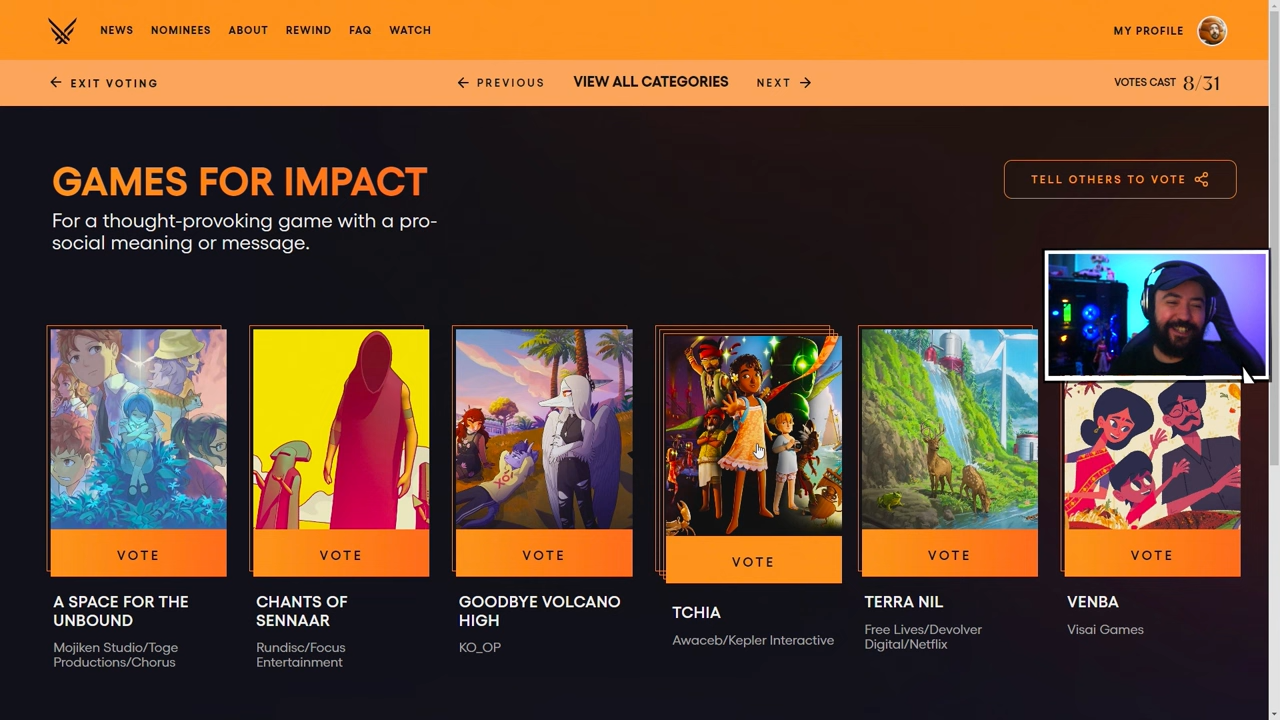 NEWS NOMINEES ABOUT REWIND FAQ WATCH MY PROFILE
EXIT VOTING PREVIOUS VIEW ALL CATEGORIES NEXT VOTES CAST 8/31
GAMES FOR IMPACT
TELL OTHERS TO VOTE
For a thought-provoking game with a pro-
social meaning or message.
VOTE VOTE VOTE VOTE VOTE VOTE
A SPACE FOR THE
UNBOUND
Mojiken Studio/Toge
Productions/Chorus
CHANTS OF
SENNAAR
Rundisc/Focus
Entertainment
GOODBYE VOLCANO
HIGH
KO_OP
TCHIA
Awaceb/Kepler Interactive
TERRA NIL
Free Lives/Devolver
Digital/Netflix
VENBA
Visai Games